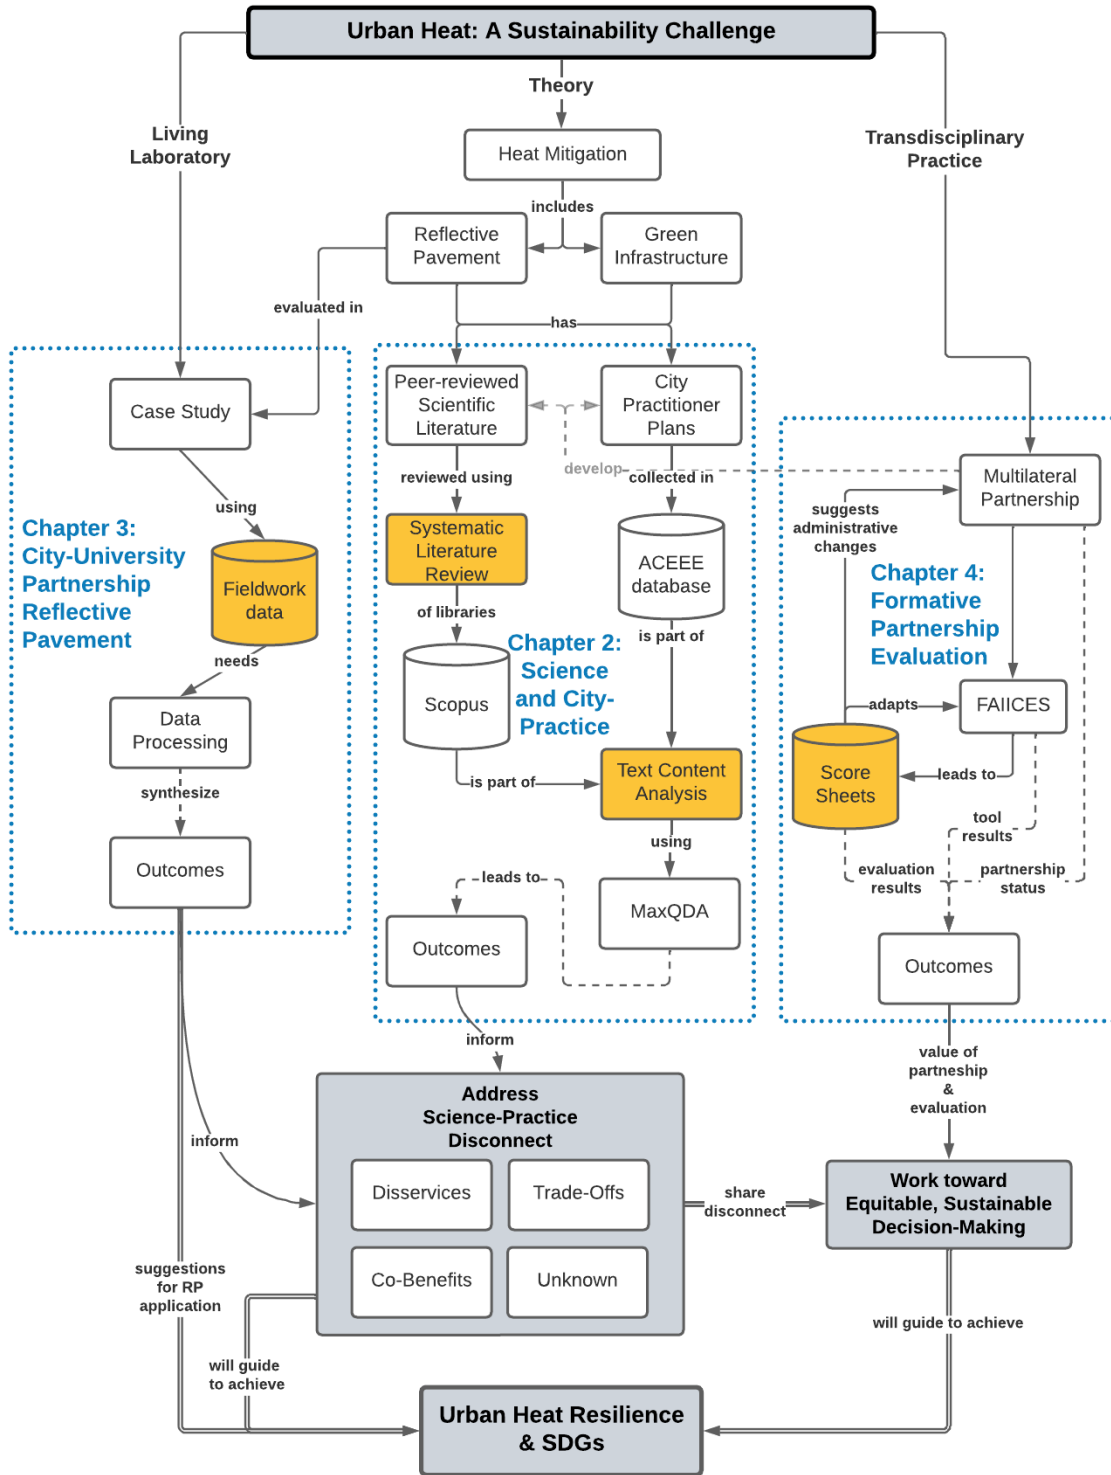 Urban Heat: A Sustainability Challenge
Theory
Living
Laboratory
Transdisciplinary
Practice
Heat Mitigation
includes
Reflective
Pavement
Green
Infrastructure
evaluated in
has
Case Study
Peer-reviewed
Scientific
Literature
City
Practitioner
Plans
develop
Multilateral
Partnership
using
reviewed using
collected in
suggests
administrative
changes
Chapter 3:
City-University
Partnership
Reflective
Pavement
Fieldwork
data
Systematic
Literature
Review
ACEEE
database
Chapter 4:
Formative
Partnership
Evaluation
of libraries
is part of
needs
Chapter 2:
Science
and City-
Practice
Scopus
Data
Processing
adapts
FAIICES
is part of
Text Content
Analysis
Score
Sheets
leads to
synthesize
using
tool
results
Outcomes
leads to
MaxQDA
evaluation
results
partnership
status
Outcomes
Outcomes
inform
value of
partneship
&
evaluation
Address
Science-Practice
Disconnect
inform
Disservices
Trade-Offs
Co-Benefits
Unknown
share
disconnect
Work toward
Equitable, Sustainable
Decision-Making
suggestions
for RP
application
will guide
to achieve
will guide to achieve
Urban Heat Resilience
& SDGs